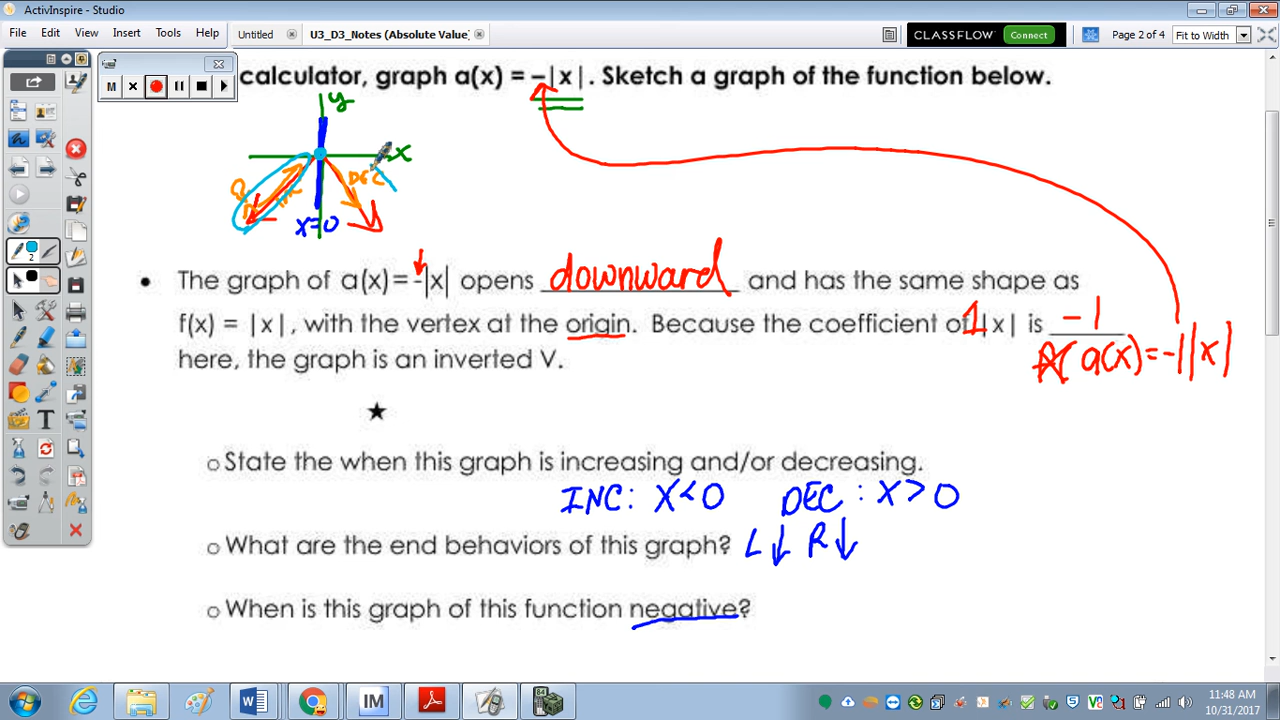 ActivInspire - Studio
File Edit View Insert Tools Help Untitled U3_D3_Notes (Absolute Value) CLASSFLOW Connect Page 2 of 4 Fit to Width
M
calculator, graph a(x) = -|x|. Sketch a graph of the function below.
y
x
DEC
x=0
The graph of a(x) = -|x| opens downward and has the same shape as
f(x) = |x|, with the vertex at the origin. Because the coefficient of 1|x| is -1
here, the graph is an inverted V.
a(x)=-1|x|
★
State the when this graph is increasing and/or decreasing.
INC: X<0 DEC: X>0
What are the end behaviors of this graph? L↓ R↓
When is this graph of this function negative?
11:48 AM
10/31/2017